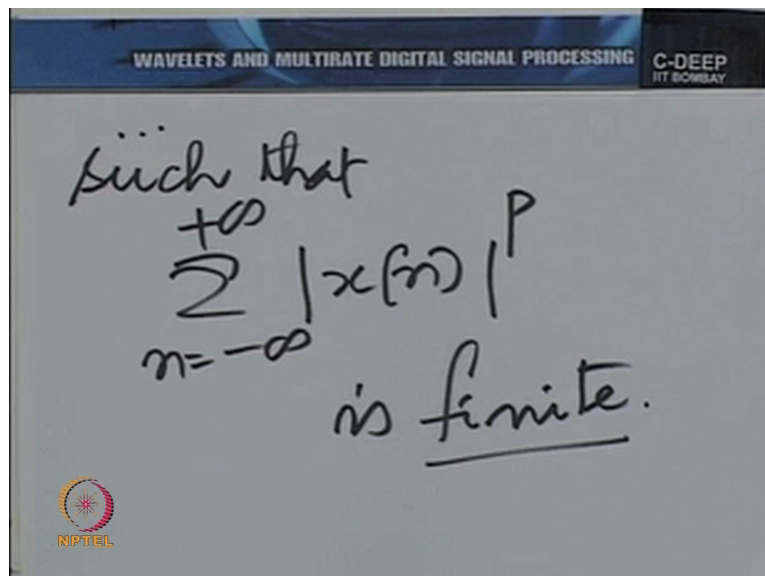 WAVELETS AND MULTIRATE DIGITAL SIGNAL PROCESSING
C-DEEP
IIT BOMBAY
...
such that
+∞
∑ |x(n)|^p
n=-∞
is finite.
NPTEL